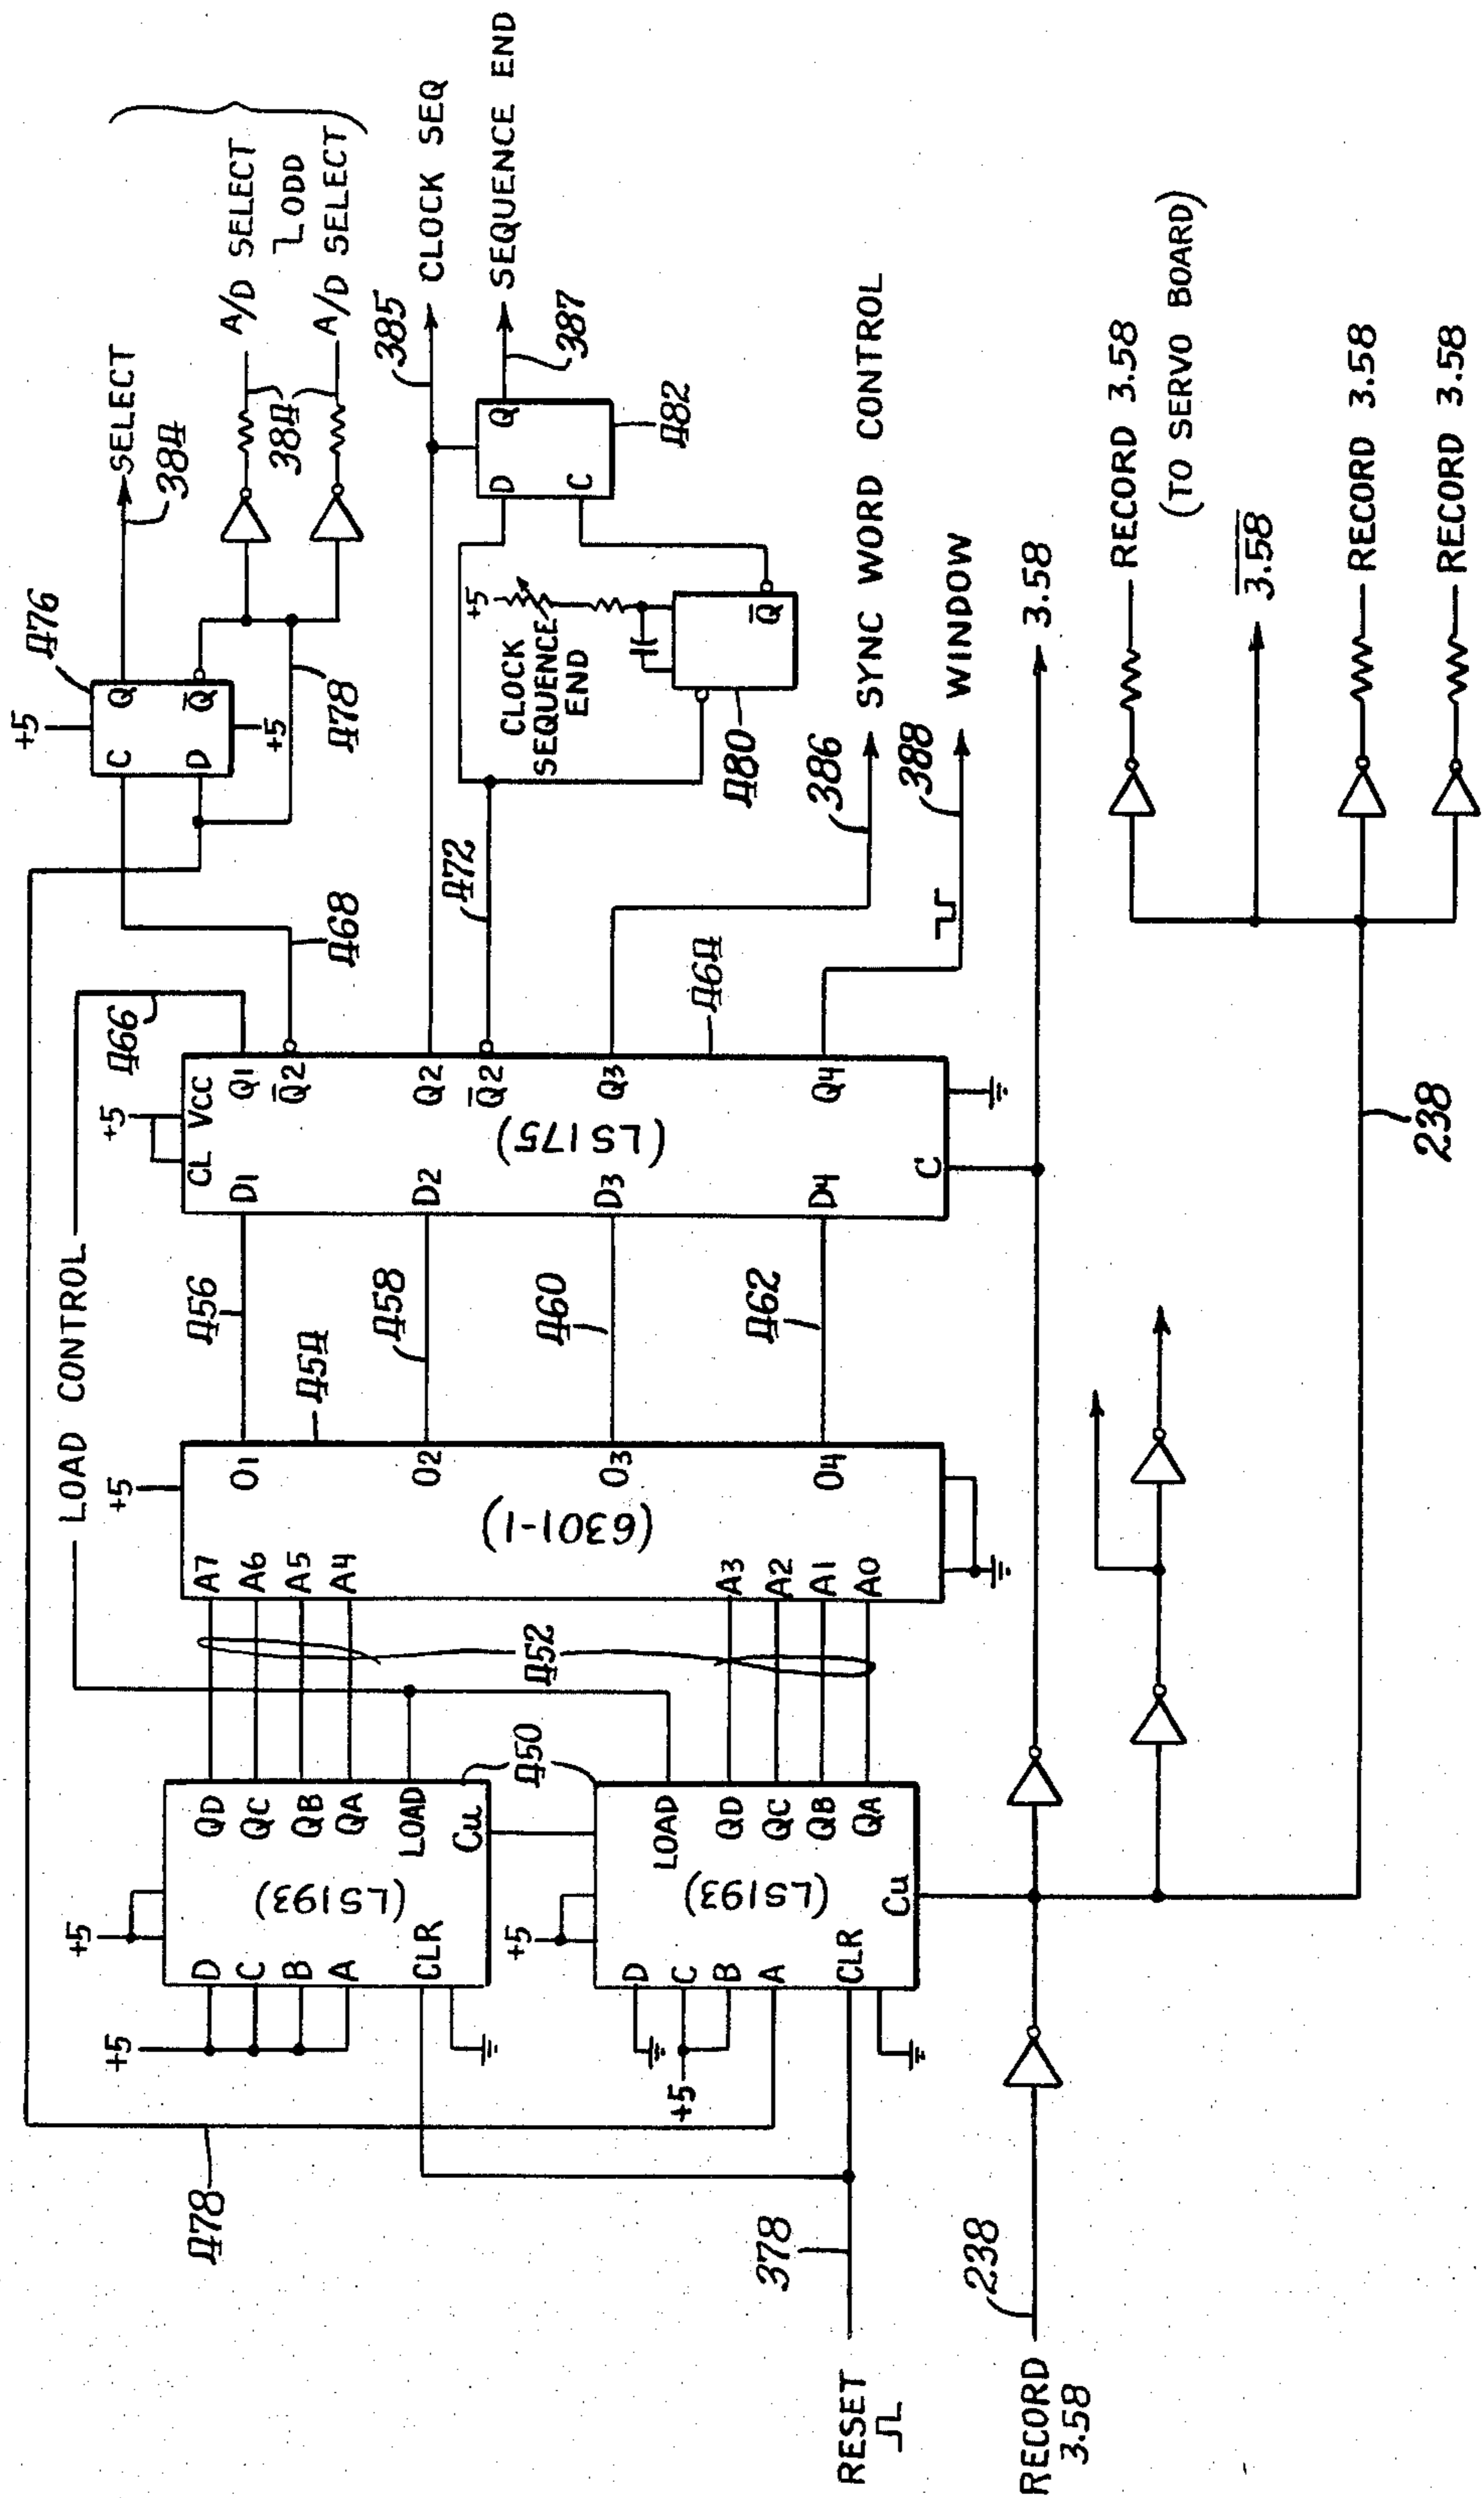 +5
476
C
Q
D
Q̅
+5
478
SELECT
384
A/D SELECT
LODD
A/D SELECT
384
385
CLOCK SEQ
SEQUENCE END
387
D
Q
C
482
+5
CLOCK
SEQUENCE
END
Q̅
480
472
468
466
LOAD CONTROL
SYNC WORD CONTROL
386
WINDOW
388
3.58
+5
CL VCC
D1
Q1
Q̅2
D2
Q2
Q̅2
(LS175)
D3
Q3
D4
Q4
C
464
456
458
460
462
454
+5
O1
O2
O3
O4
(6301-1)
A7
A6
A5
A4
A3
A2
A1
A0
452
450
+5
+5
D
C
B
A
CLR
(LS193)
QD
QC
QB
QA
LOAD
Cu
+5
+5
D
C
B
A
CLR
(LS193)
LOAD
QD
QC
QB
QA
Cu
478
378
RESET
238
RECORD
3.58
238
RECORD 3.58
(TO SERVO BOARD)
3.58̅
RECORD 3.58
RECORD 3.58